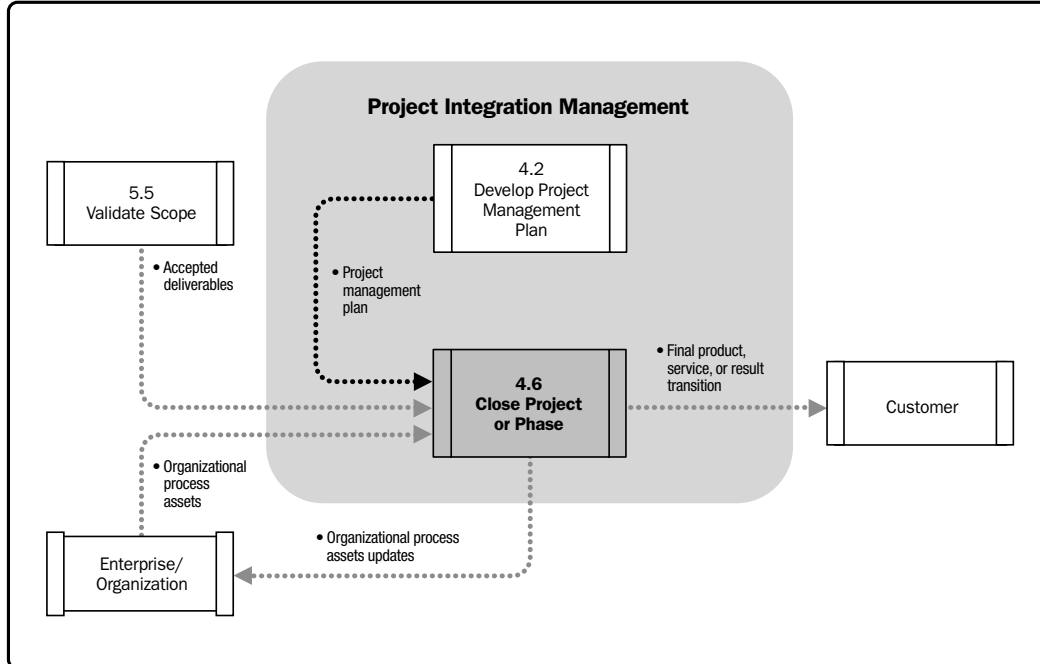 Project Integration Management
4.2
Develop Project
Management
Plan
5.5
Validate Scope
• Accepted
deliverables
• Project
management
plan
4.6
Close Project
or Phase
• Final product,
service, or result
transition
Customer
• Organizational
process
assets
Enterprise/
Organization
• Organizational process
assets updates